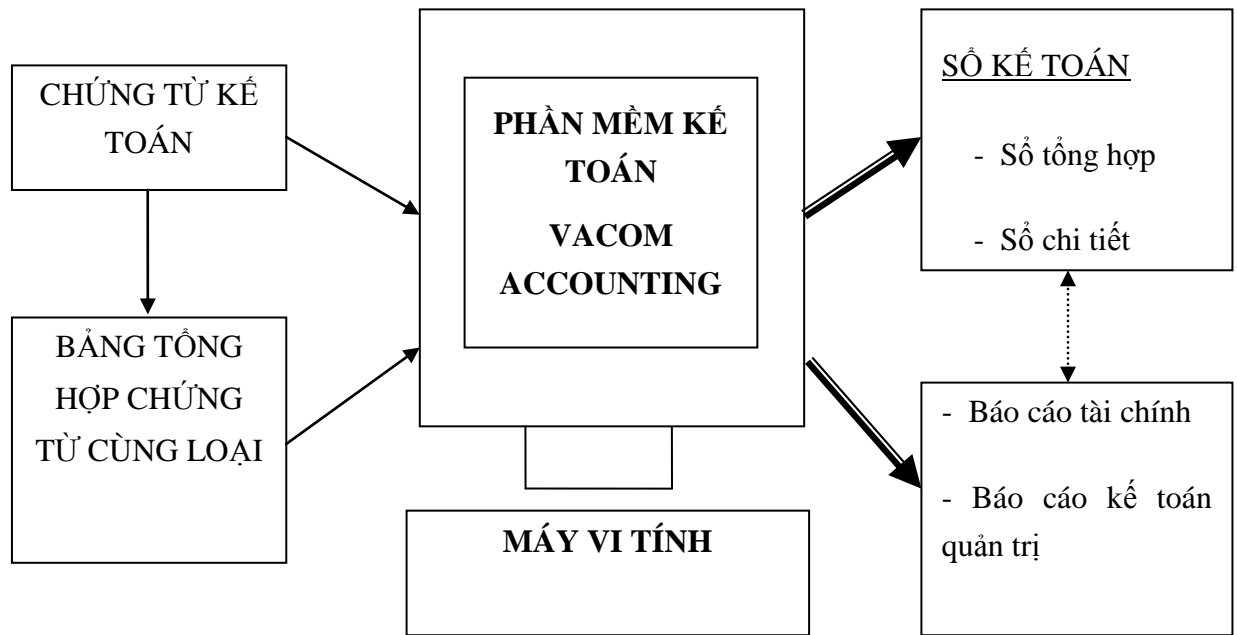 CHỨNG TỪ KẾ
TOÁN
BẢNG TỔNG
HỢP CHỨNG
TỪ CÙNG LOẠI
PHẦN MỀM KẾ
TOÁN
VACOM
ACCOUNTING
MÁY VI TÍNH
SỔ KẾ TOÁN
- Sổ tổng hợp
- Sổ chi tiết
- Báo cáo tài chính
- Báo cáo kế toán
quản trị